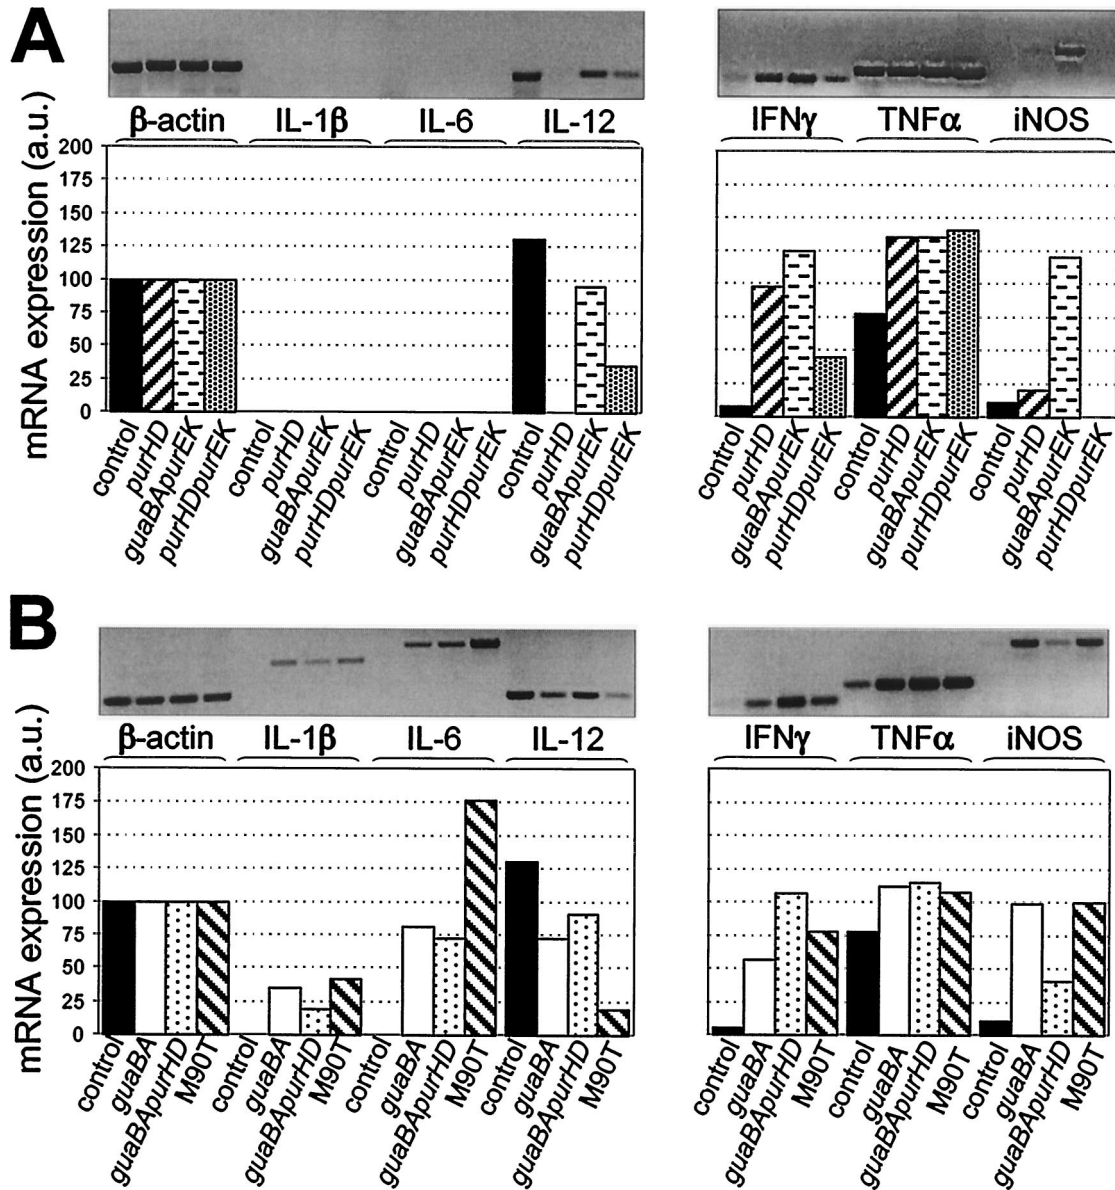 A
β-actin IL-1β IL-6 IL-12
IFNγ TNFα iNOS
mRNA expression (a.u.)
200
175
150
125
100
75
50
25
0
control purHD guaBApurEK purHDpurEK control purHD guaBApurEK purHDpurEK control purHD guaBApurEK purHDpurEK control purHD guaBApurEK purHDpurEK
control purHD guaBApurEK purHDpurEK control purHD guaBApurEK purHDpurEK control purHD guaBApurEK purHDpurEK
B
β-actin IL-1β IL-6 IL-12
IFNγ TNFα iNOS
mRNA expression (a.u.)
200
175
150
125
100
75
50
25
0
control guaBA guaBApurHD M90T control guaBA guaBApurHD M90T control guaBA guaBApurHD M90T control guaBA guaBApurHD M90T
control guaBA guaBApurHD M90T control guaBA guaBApurHD M90T control guaBA guaBApurHD M90T